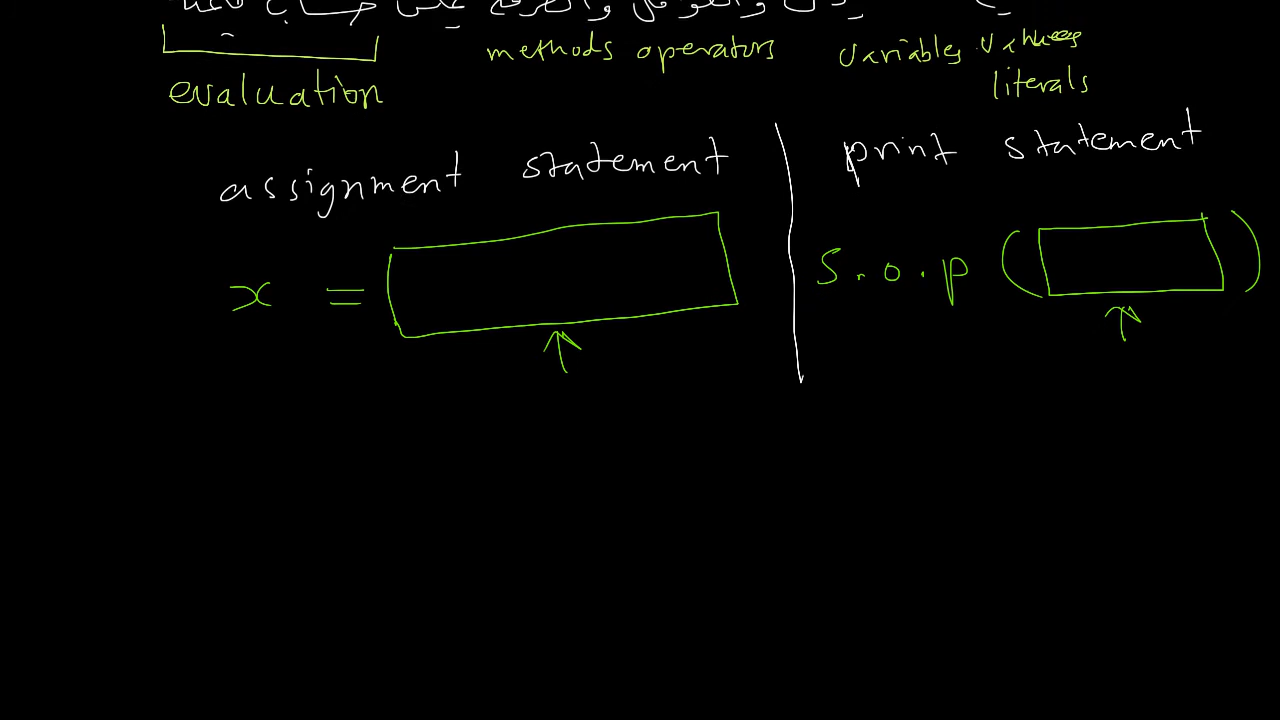 methods operators variables values
evaluation literals
assignment statement print statement
x = S.o.p ( )